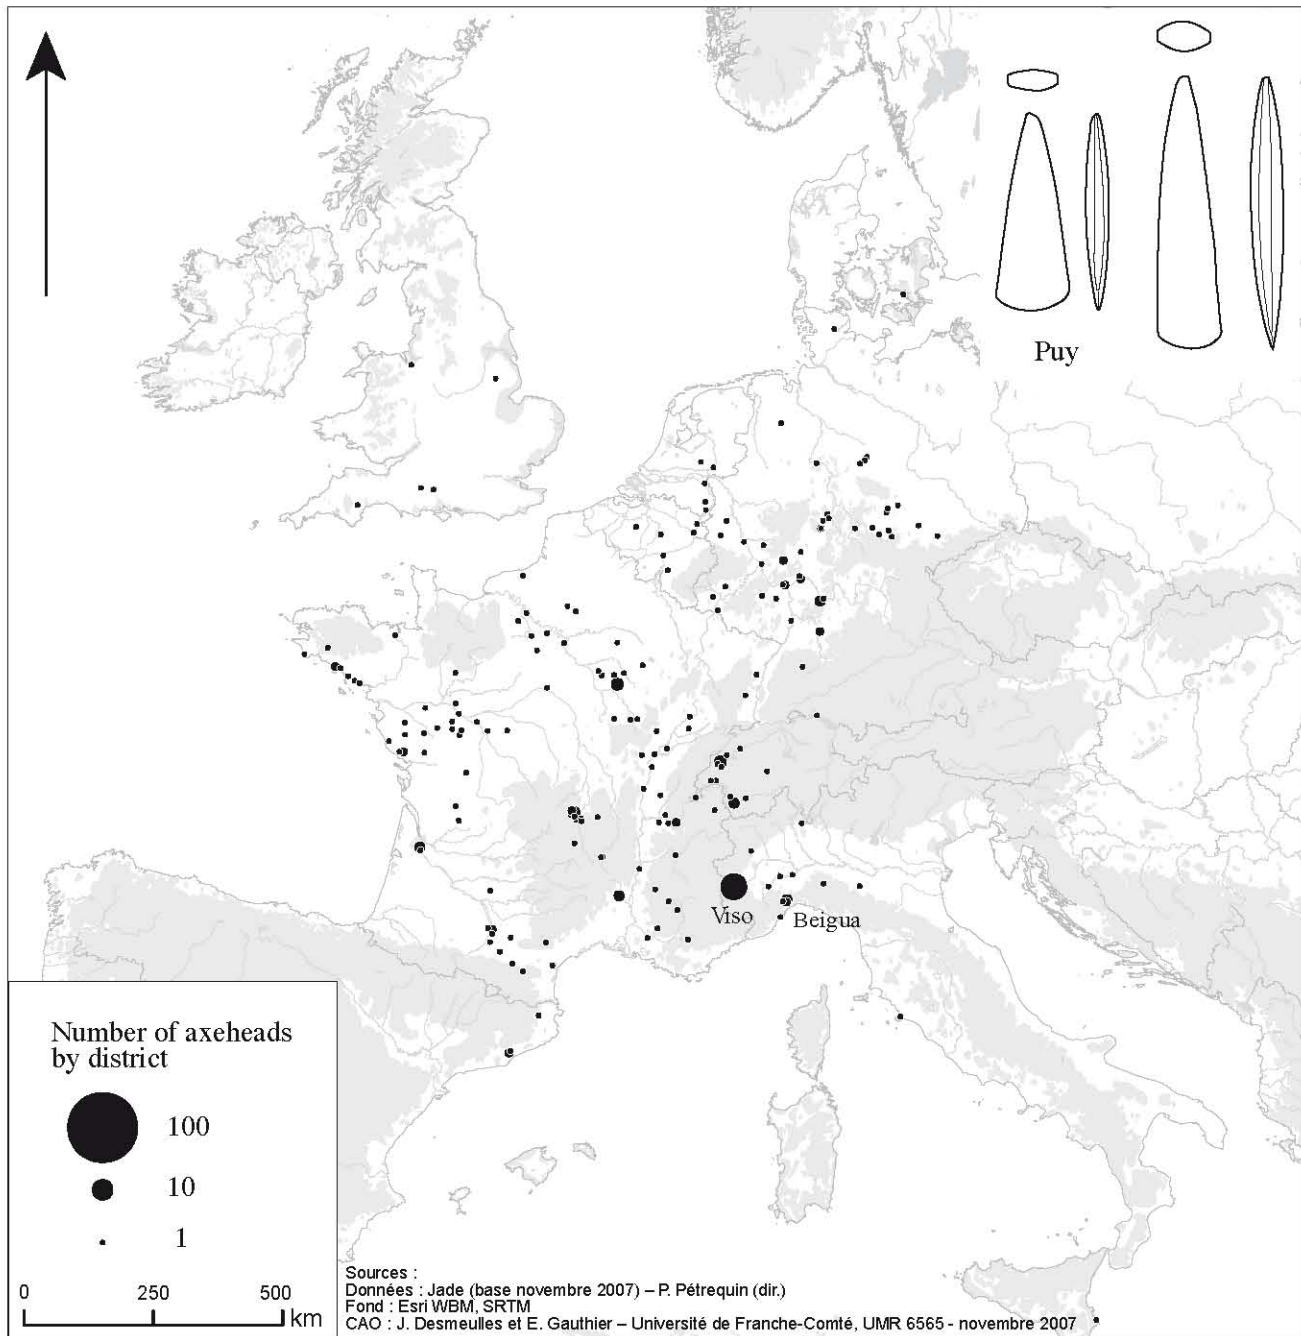 Puy
Viso
Beigua
Number of axeheads
by district
100
10
1
0 250 500
km
Sources :
Données : Jade (base novembre 2007) – P. Pétrequin (dir.)
Fond : Esri WBM, SRTM
CAO : J. Desmeulles et E. Gauthier – Université de Franche-Comté, UMR 6565 - novembre 2007